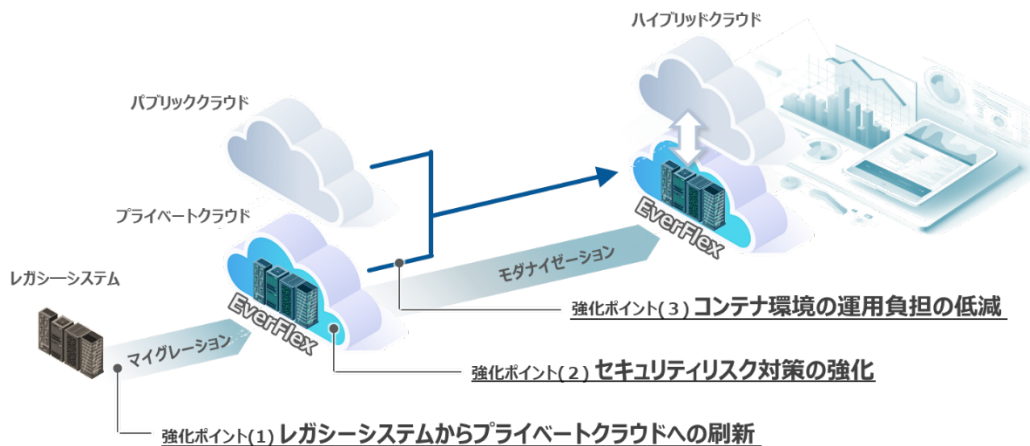 ハイブリッドクラウド
パブリッククラウド
プライベートクラウド
EverFlex
レガシーシステム
モダナイゼーション
強化ポイント(３) コンテナ環境の運用負担の低減
EverFlex
マイグレーション
強化ポイント(２) セキュリティリスク対策の強化
強化ポイント(1) レガシーシステムからプライベートクラウドへの刷新